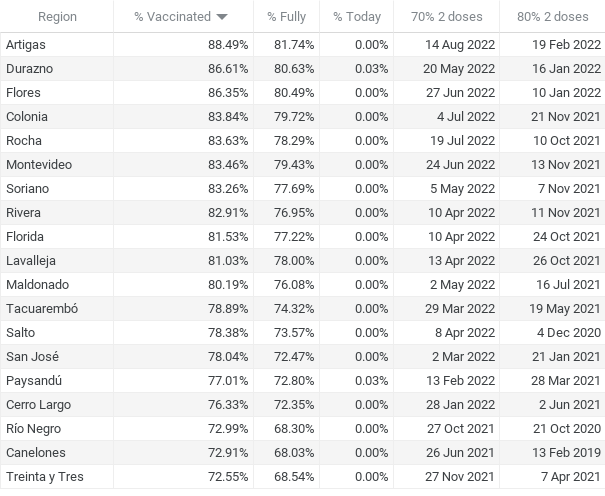 Region % Vaccinated % Fully % Today 70% 2 doses 80% 2 doses
Artigas 88.49% 81.74% 0.00% 14 Aug 2022 19 Feb 2022
Durazno 86.61% 80.63% 0.03% 20 May 2022 16 Jan 2022
Flores 86.35% 80.49% 0.00% 27 Jun 2022 10 Jan 2022
Colonia 83.84% 79.72% 0.00% 4 Jul 2022 21 Nov 2021
Rocha 83.63% 78.29% 0.00% 19 Jul 2022 10 Oct 2021
Montevideo 83.46% 79.43% 0.00% 24 Jun 2022 13 Nov 2021
Soriano 83.26% 77.69% 0.00% 5 May 2022 7 Nov 2021
Rivera 82.91% 76.95% 0.00% 10 Apr 2022 11 Nov 2021
Florida 81.53% 77.22% 0.00% 10 Apr 2022 24 Oct 2021
Lavalleja 81.03% 78.00% 0.00% 13 Apr 2022 26 Oct 2021
Maldonado 80.19% 76.08% 0.00% 2 May 2022 16 Jul 2021
Tacuarembó 78.89% 74.32% 0.00% 29 Mar 2022 19 May 2021
Salto 78.38% 73.57% 0.00% 8 Apr 2022 4 Dec 2020
San José 78.04% 72.47% 0.00% 2 Mar 2022 21 Jan 2021
Paysandú 77.01% 72.80% 0.03% 13 Feb 2022 28 Mar 2021
Cerro Largo 76.33% 72.35% 0.00% 28 Jan 2022 2 Jun 2021
Río Negro 72.99% 68.30% 0.00% 27 Oct 2021 21 Oct 2020
Canelones 72.91% 68.03% 0.00% 26 Jun 2021 13 Feb 2019
Treinta y Tres 72.55% 68.54% 0.00% 27 Nov 2021 7 Apr 2021